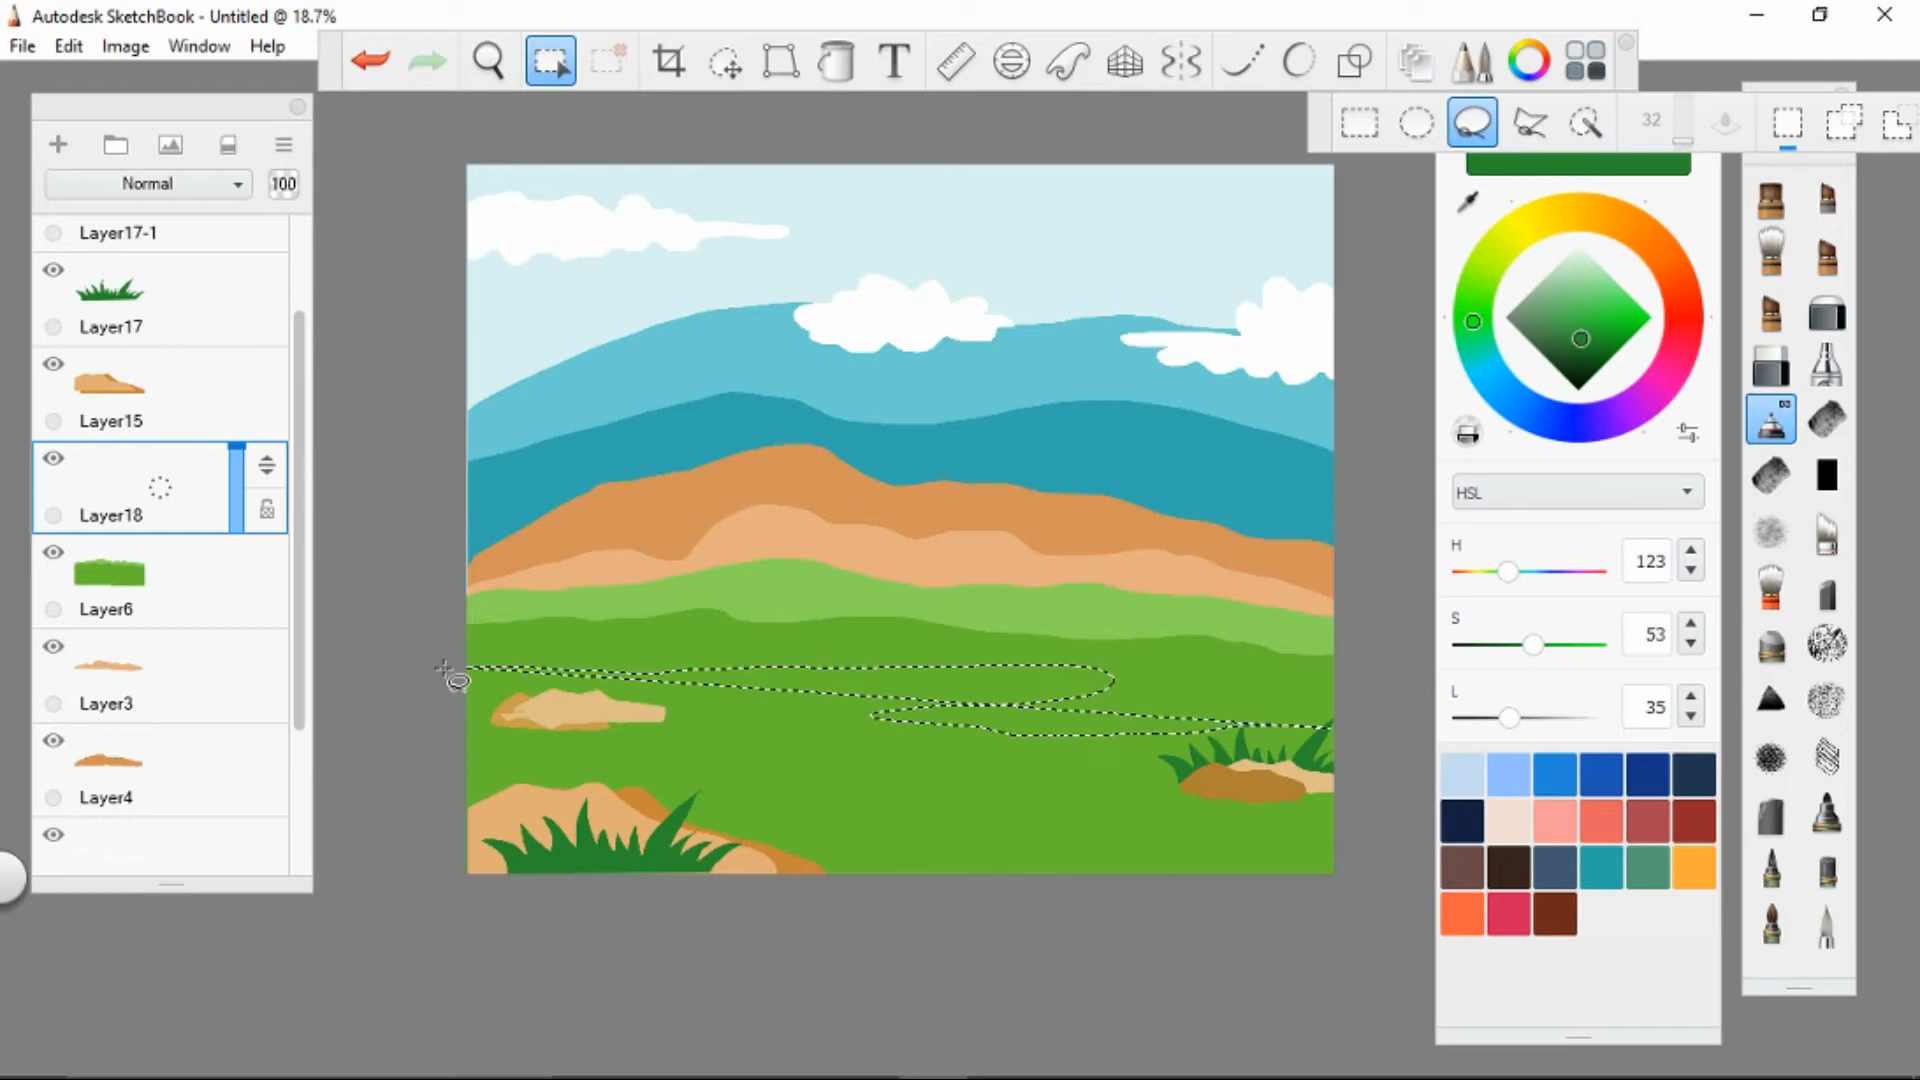 Autodesk SketchBook - Untitled @ 18.7%
File Edit Image Window Help
T
32
Normal 100
Layer17-1
Layer17
Layer15
Layer18
Layer6
Layer3
Layer4
HSL
H 123
S 53
L 35